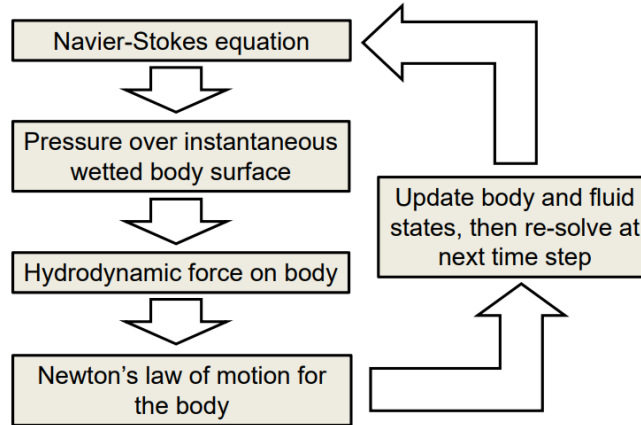 Navier-Stokes equation
Pressure over instantaneous
wetted body surface
Hydrodynamic force on body
Newton’s law of motion for
the body
Update body and fluid
states, then re-solve at
next time step